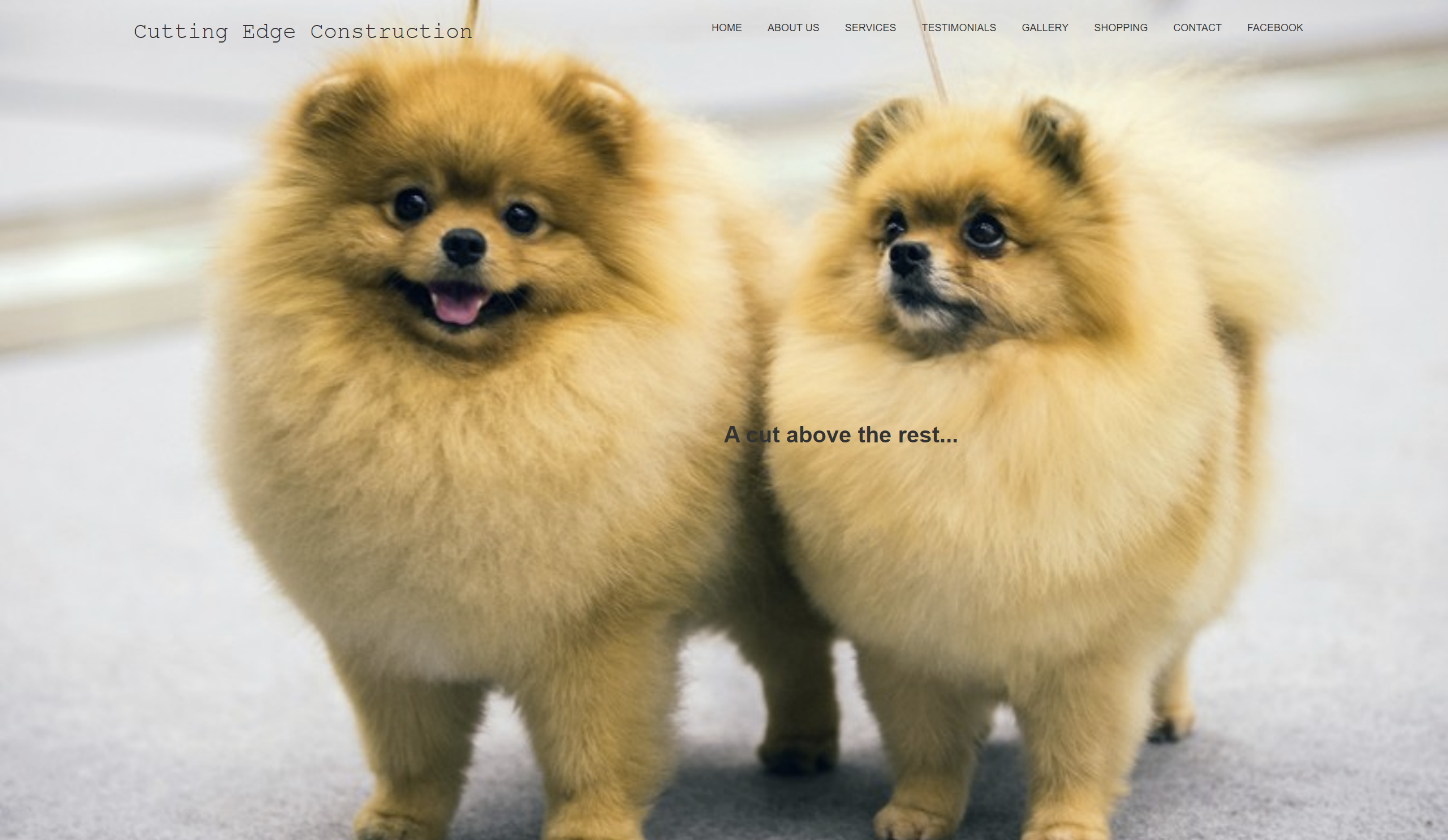 Cutting Edge Construction
HOME ABOUT US SERVICES TESTIMONIALS GALLERY SHOPPING CONTACT FACEBOOK
A cut above the rest...